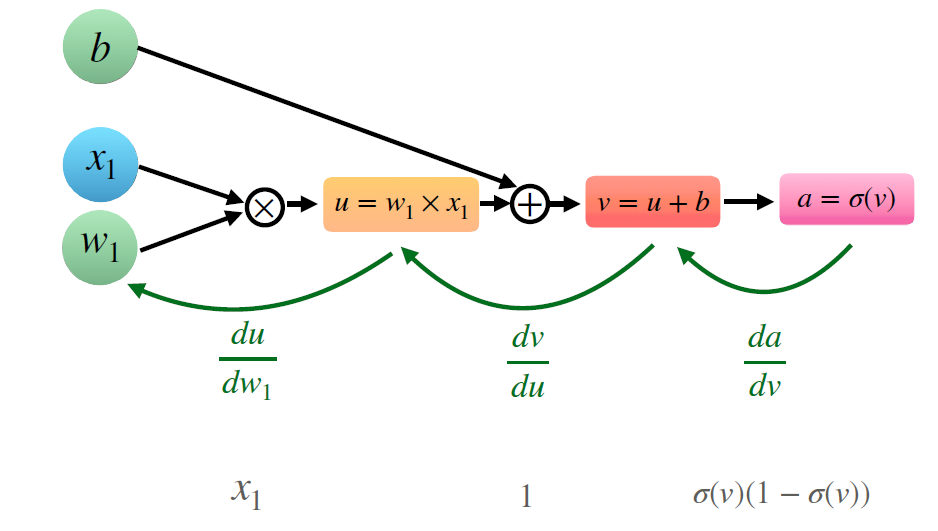 b
x₁
w₁
×
u = w₁ × x₁
+
v = u + b
a = σ(v)
du
dw₁
dv
du
da
dv
x₁
1
σ(v)(1 − σ(v))